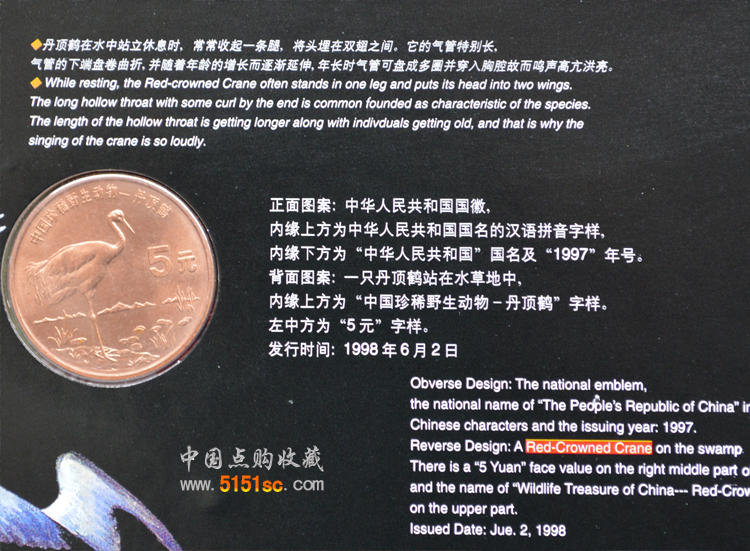 ◆丹顶鹤在水中站立休息时，常常收起一条腿，将头埋在双翅之间。它的气管特别长，
气管的下端盘卷曲折，并随着年龄的增长而逐渐延伸，年长时气管可盘成多圈并穿入胸腔故而鸣声高亢洪亮。
◆ While resting, the Red-crowned Crane often stands in one leg and puts its head into two wings.
The long hollow throat with some curl by the end is common founded as characteristic of the species.
The length of the hollow throat is getting longer along with indivduals getting old, and that is why the
singing of the crane is so loudly.
中国珍稀野生动物－丹顶鹤
5元
正面图案：中华人民共和国国徽，
内缘上方为中华人民共和国国名的汉语拼音字样，
内缘下方为“中华人民共和国”国名及“1997”年号。
背面图案：一只丹顶鹤站在水草地中，
内缘上方为“中国珍稀野生动物－丹顶鹤”字样。
左中方为“5元”字样。
发行时间：1998年6月2日
Obverse Design: The national emblem,
the national name of “The People’s Republic of China” in
Chinese characters and the issuing year: 1997.
Reverse Design: A Red-Crowned Crane on the swamp
There is a “5 Yuan” face value on the right middle part o
and the name of “Wildlife Treasure of China--- Red-Crow
on the upper part.
Issued Date: Jue. 2, 1998
中国点购收藏
www.5151sc.com